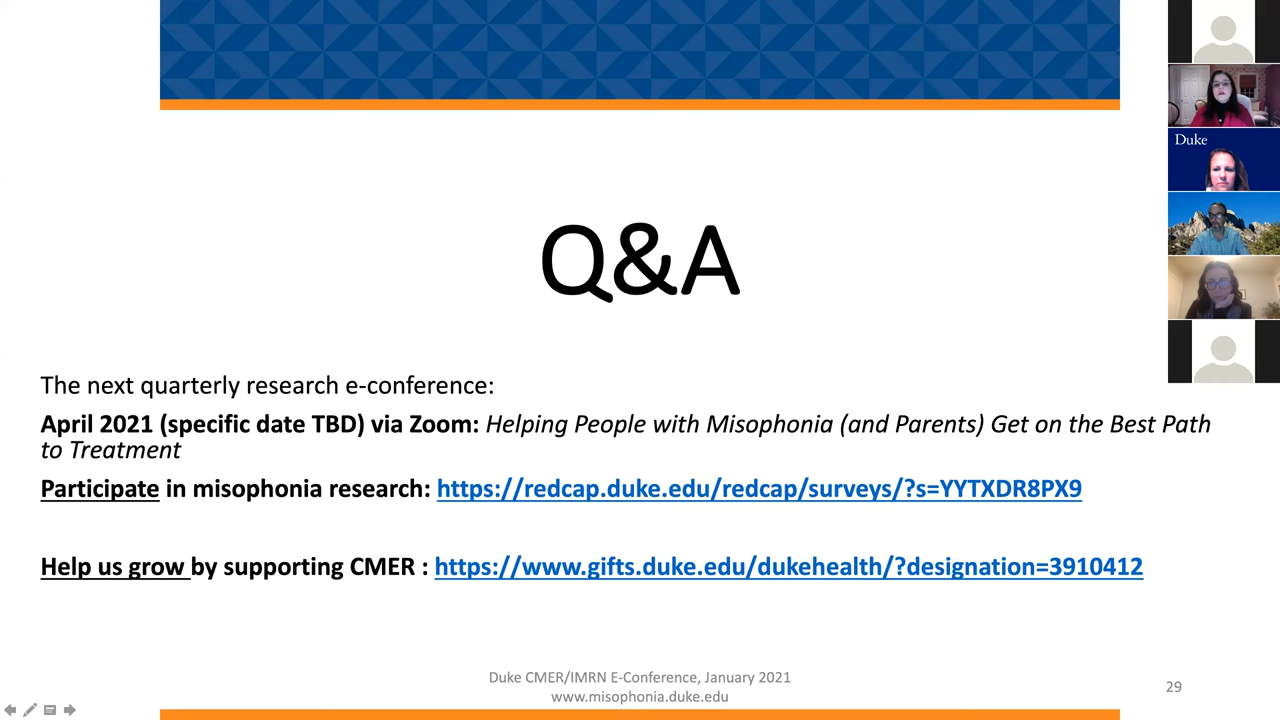 Duke
Q&A
The next quarterly research e-conference:
April 2021 (specific date TBD) via Zoom: Helping People with Misophonia (and Parents) Get on the Best Path
to Treatment
Participate in misophonia research: https://redcap.duke.edu/redcap/surveys/?s=YYTXDR8PX9
Help us grow by supporting CMER : https://www.gifts.duke.edu/dukehealth/?designation=3910412
Duke CMER/IMRN E-Conference, January 2021
www.misophonia.duke.edu
29